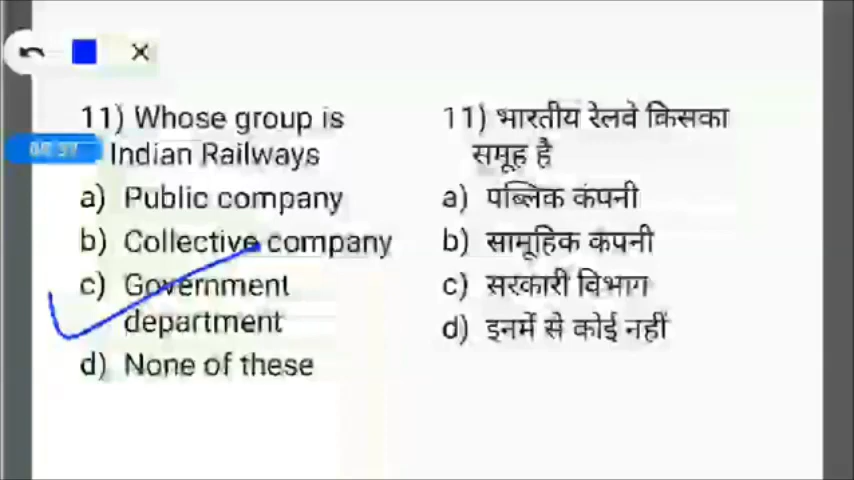 11) Whose group is
Indian Railways
a) Public company
b) Collective company
c) Government
department
d) None of these
11) भारतीय रेलवे किसका
समूह है
a) पब्लिक कंपनी
b) सामूहिक कंपनी
c) सरकारी विभाग
d) इनमें से कोई नहीं